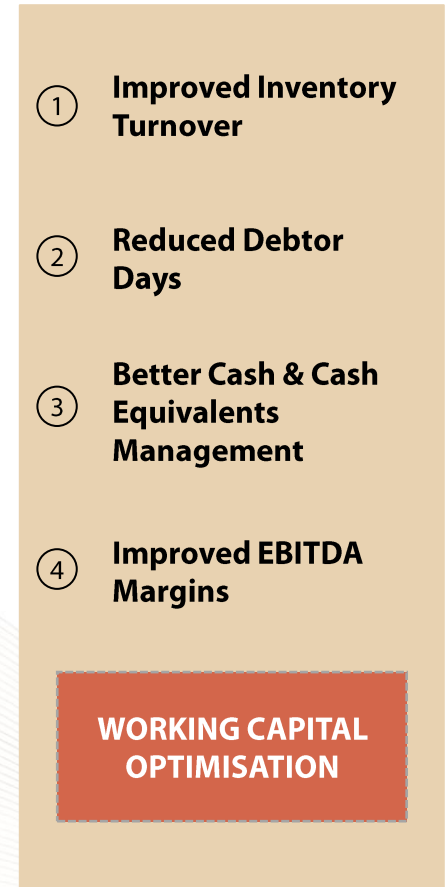 1
Improved Inventory
Turnover
2
Reduced Debtor
Days
3
Better Cash & Cash
Equivalents
Management
4
Improved EBITDA
Margins
WORKING CAPITAL
OPTIMISATION